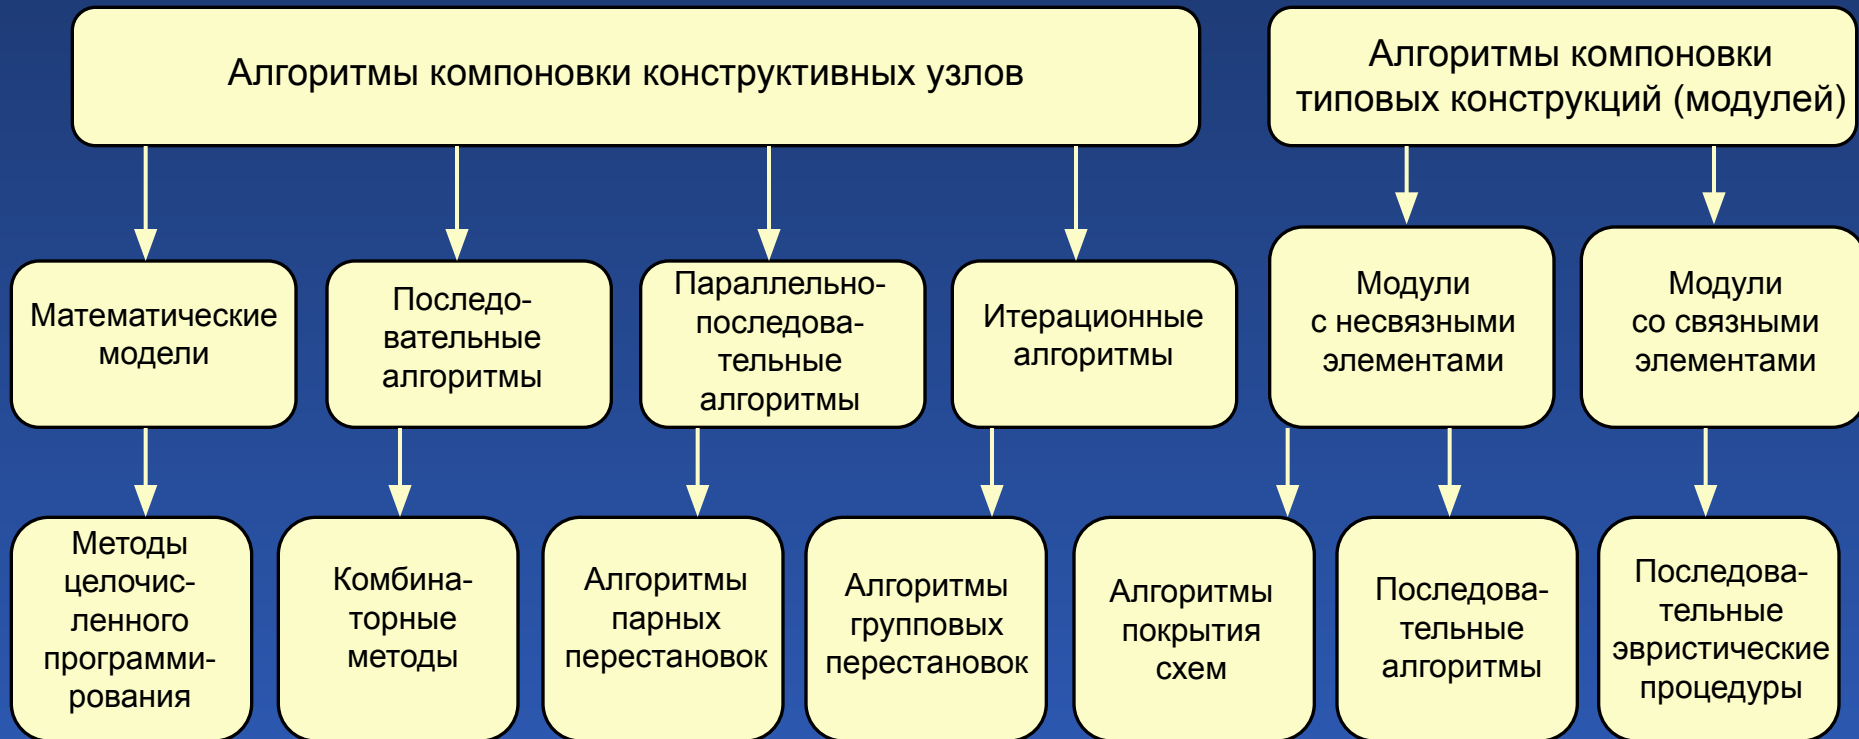 Алгоритмы компоновки конструктивных узлов
Алгоритмы компоновки
типовых конструкций (модулей)
Математические
модели
Последо-
вательные
алгоритмы
Параллельно-
последова-
тельные
алгоритмы
Итерационные
алгоритмы
Модули
с несвязными
элементами
Модули
со связными
элементами
Методы
целочис-
ленного
программи-
рования
Комбина-
торные
методы
Алгоритмы
парных
перестановок
Алгоритмы
групповых
перестановок
Алгоритмы
покрытия
схем
Последова-
тельные
алгоритмы
Последова-
тельные
эвристические
процедуры